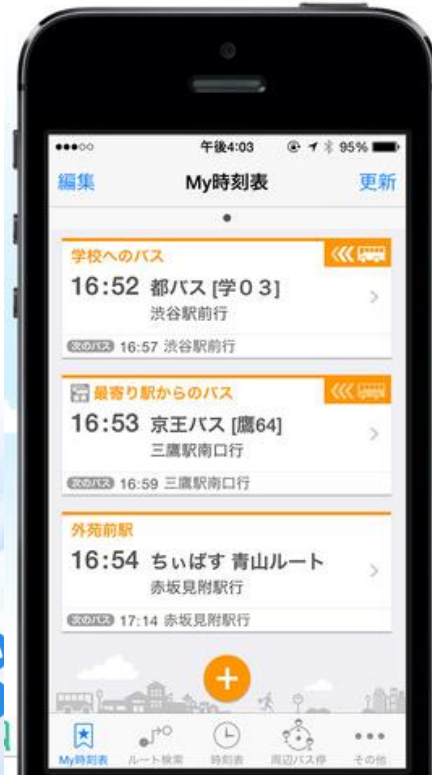 午後4:03
95%
編集
My時刻表
更新
学校へのバス
16:52 都バス [学０３]
渋谷駅前行
次のバス 16:57 渋谷駅前行
最寄り駅からのバス
16:53 京王バス [鷹64]
三鷹駅南口行
次のバス 16:59 三鷹駅南口行
外苑前駅
16:54 ちぃばす 青山ルート
赤坂見附駅行
次のバス 17:14 赤坂見附駅行
My時刻表
ルート検索
時刻表
周辺バス停
その他